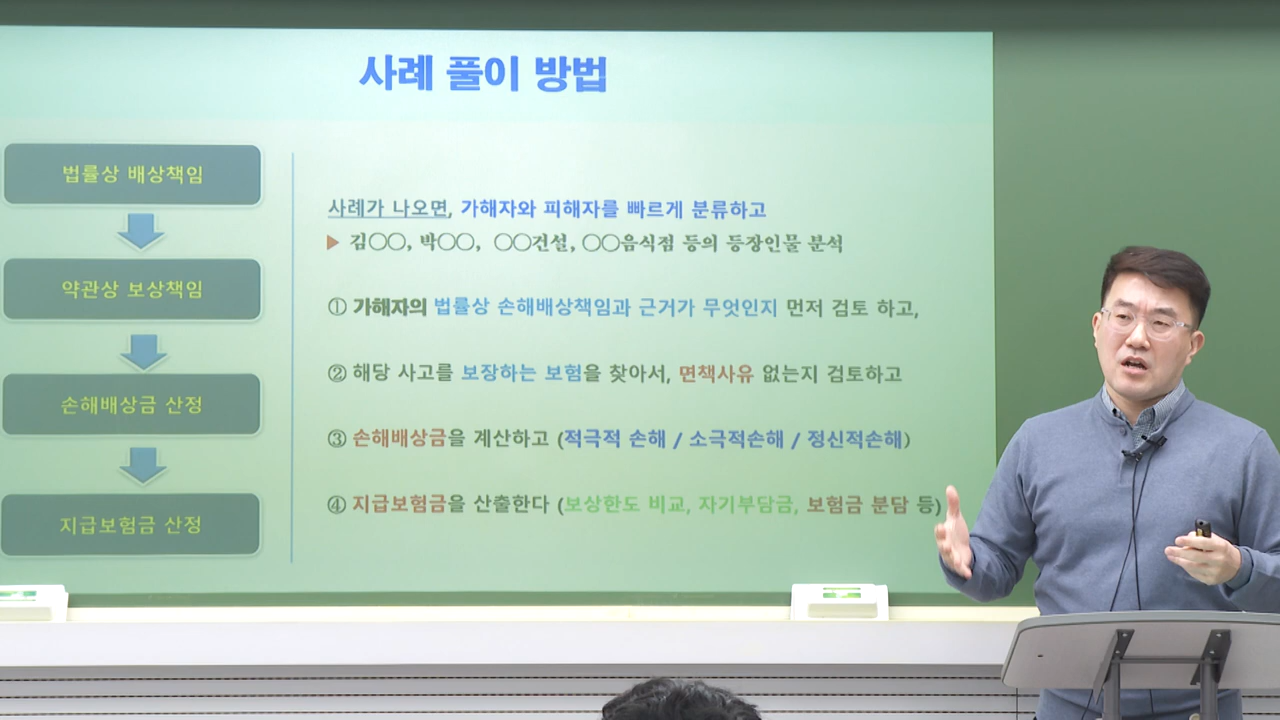 사례 풀이 방법
법률상 배상책임
약관상 보상책임
손해배상금 산정
지급보험금 산정
사례가 나오면, 가해자와 피해자를 빠르게 분류하고
▶ 김○○, 박○○, ○○건설, ○○음식점 등의 등장인물 분석
① 가해자의 법률상 손해배상책임과 근거가 무엇인지 먼저 검토 하고,
② 해당 사고를 보장하는 보험을 찾아서, 면책사유 없는지 검토하고
③ 손해배상금을 계산하고 (적극적 손해 / 소극적손해 / 정신적손해)
④ 지급보험금을 산출한다 (보상한도 비교, 자기부담금, 보험금 분담 등)